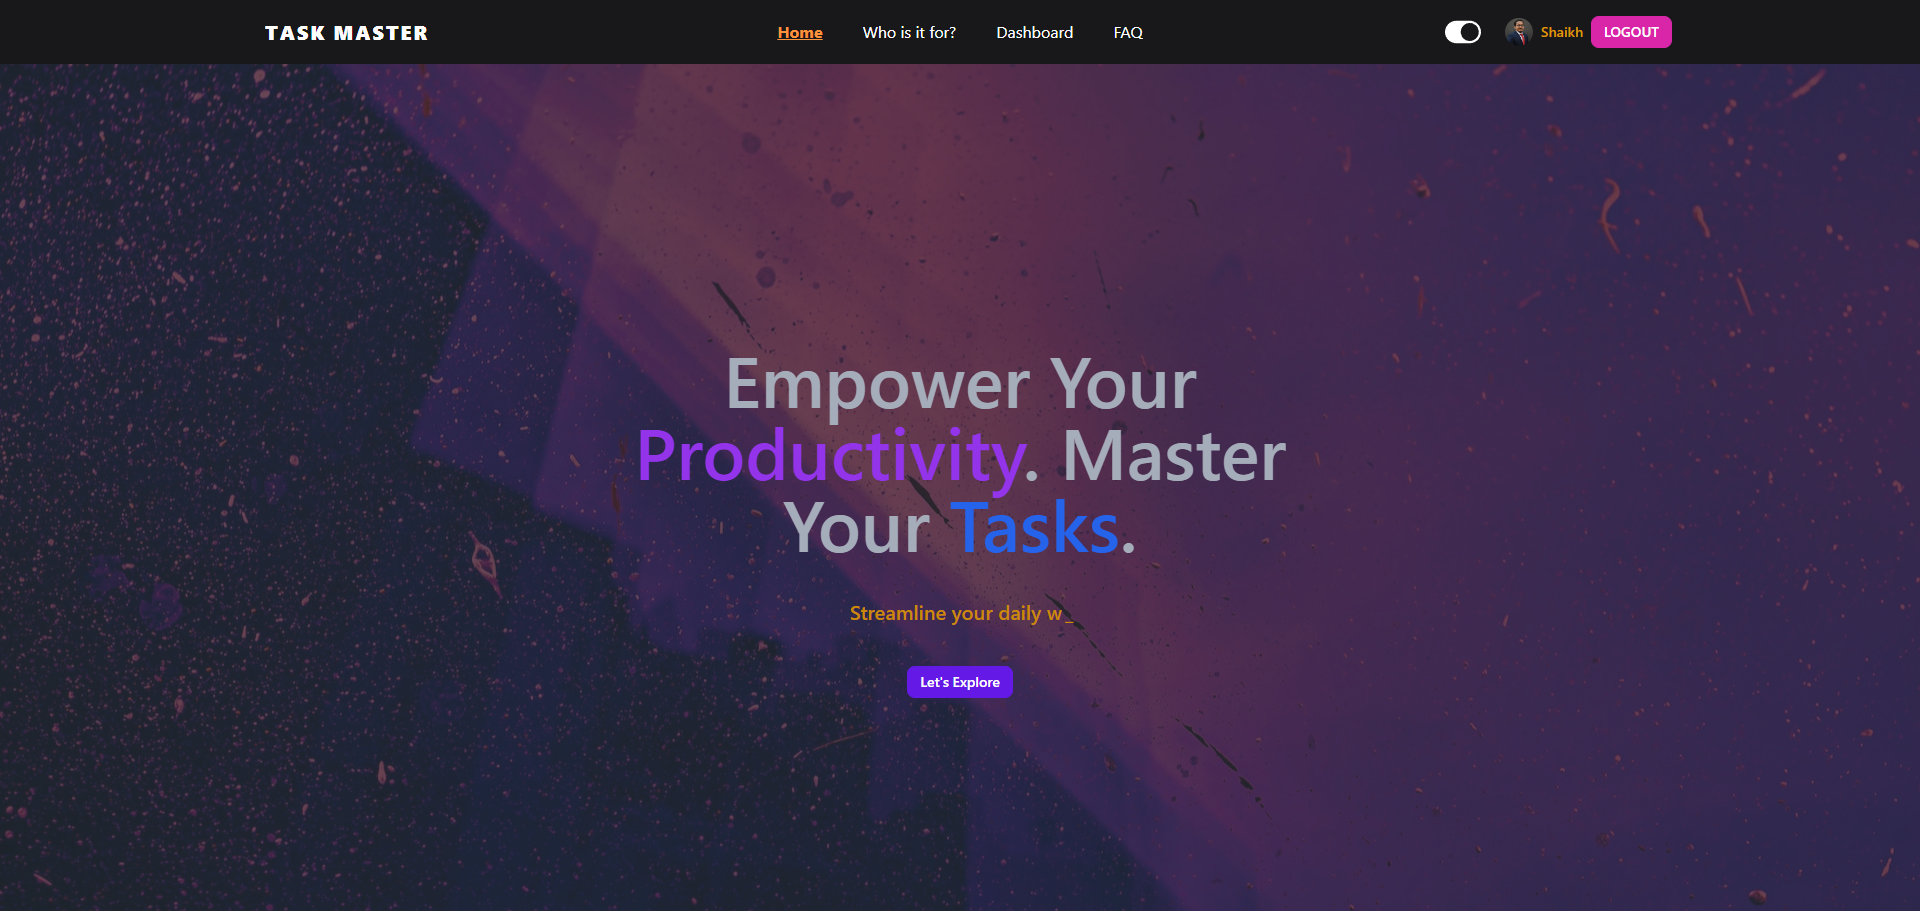 TASK MASTER
Home
Who is it for?
Dashboard
FAQ
Shaikh
LOGOUT
Empower Your
Productivity. Master
Your Tasks.
Streamline your daily w_
Let's Explore